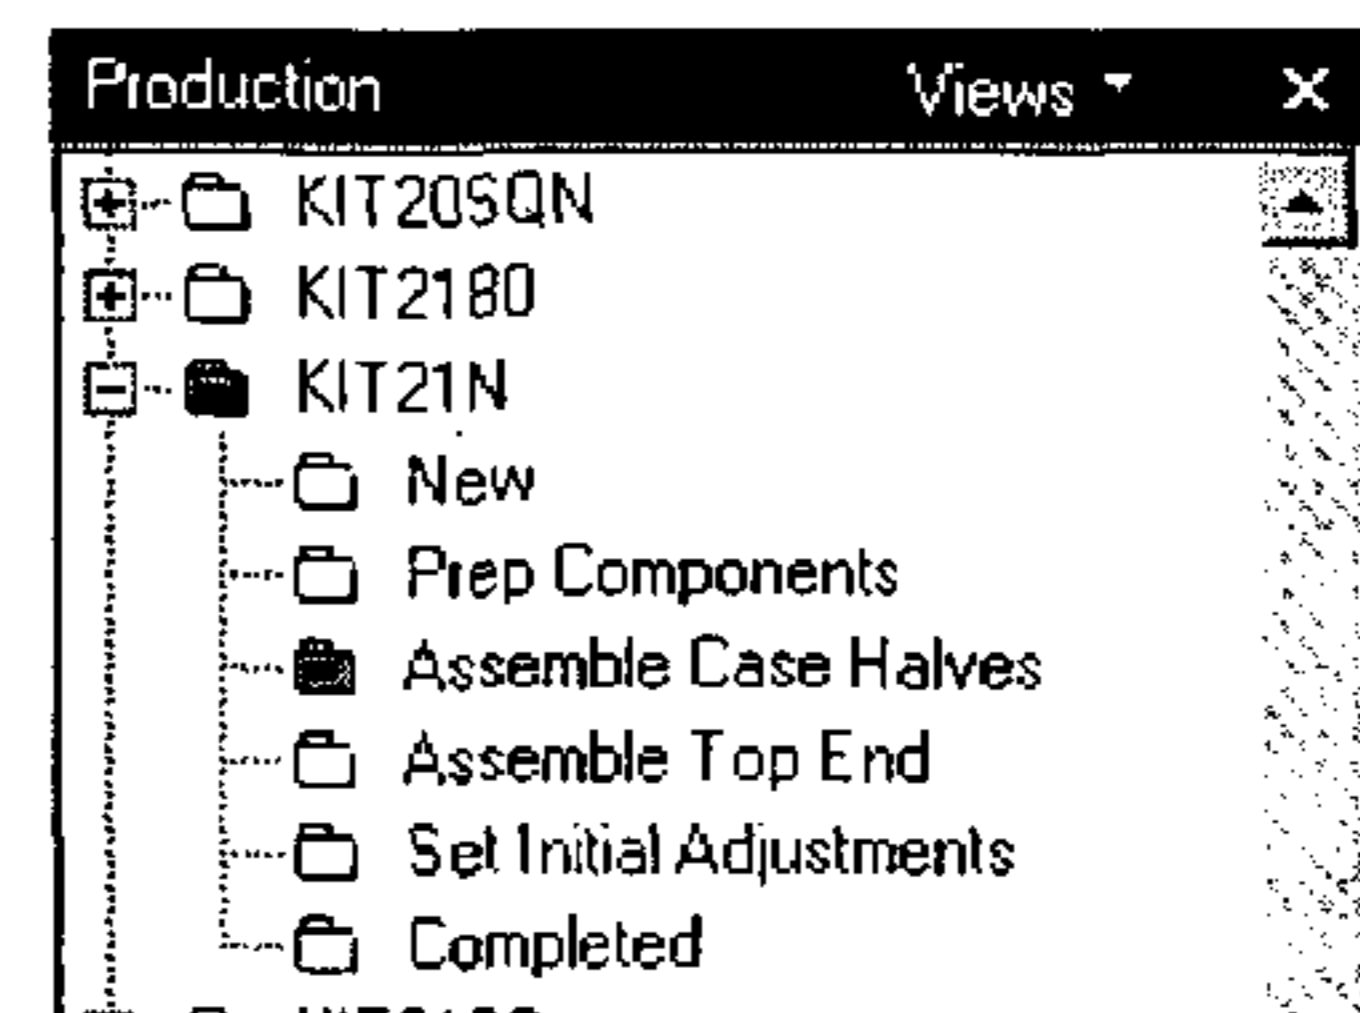 Production Views
KIT20SQN
KIT2180
KIT21N
New
Prep Components
Assemble Case Halves
Assemble Top End
Set Initial Adjustments
Completed